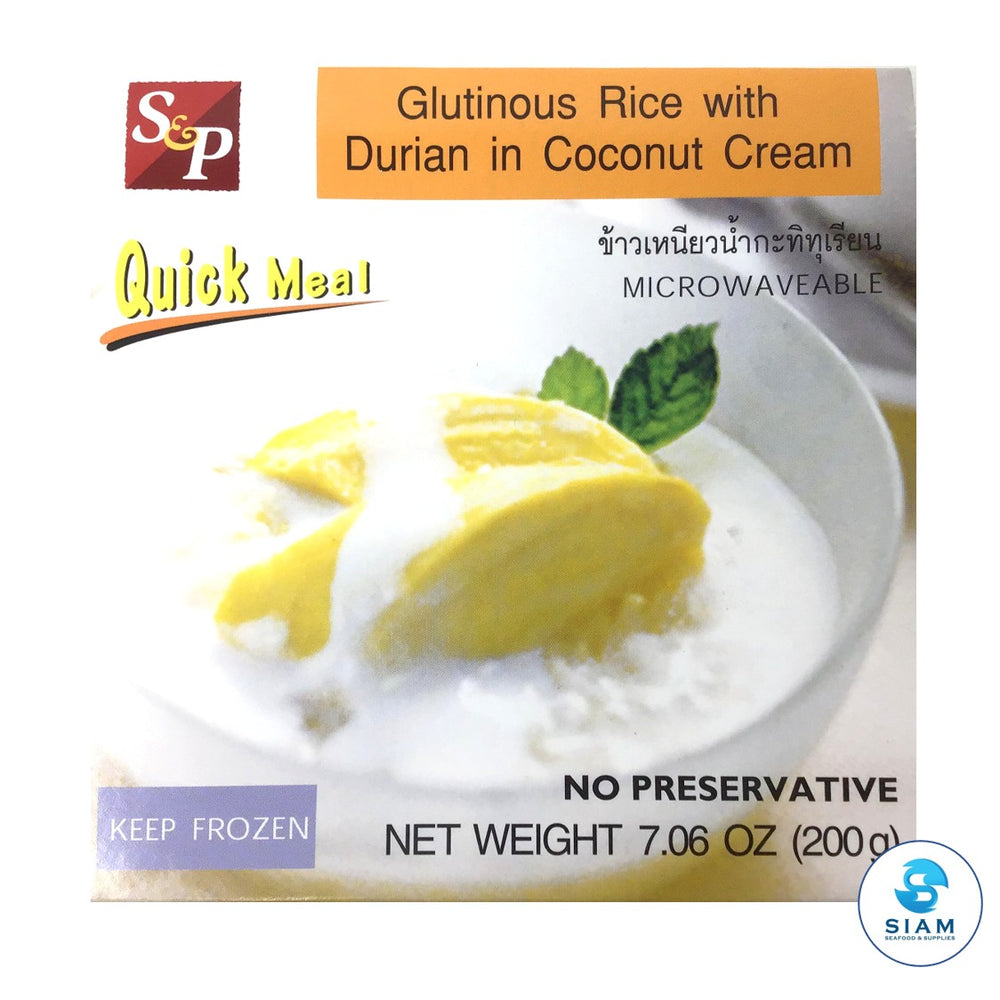 S&P
Glutinous Rice with
Durian in Coconut Cream
ข้าวเหนียวน้ำกะทิทุเรียน
MICROWAVEABLE
Quick Meal
NO PRESERVATIVE
KEEP FROZEN
NET WEIGHT 7.06 OZ (200g)
SIAM
SEAFOOD & SUPPLIES